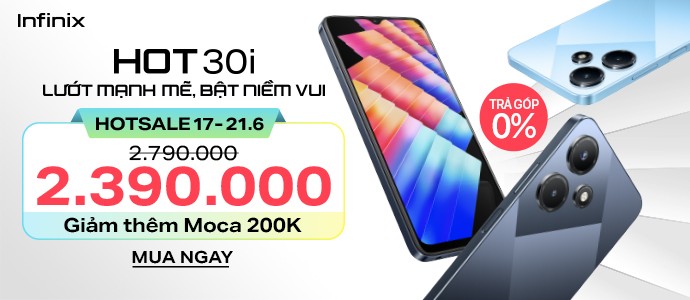 Infinix
HOT 30i
LƯỚT MẠNH MẼ, BẬT NIỀM VUI
HOTSALE 17-21.6
2.790.000
2.390.000
Giảm thêm Moca 200K
MUA NGAY
TRẢ GÓP
0%